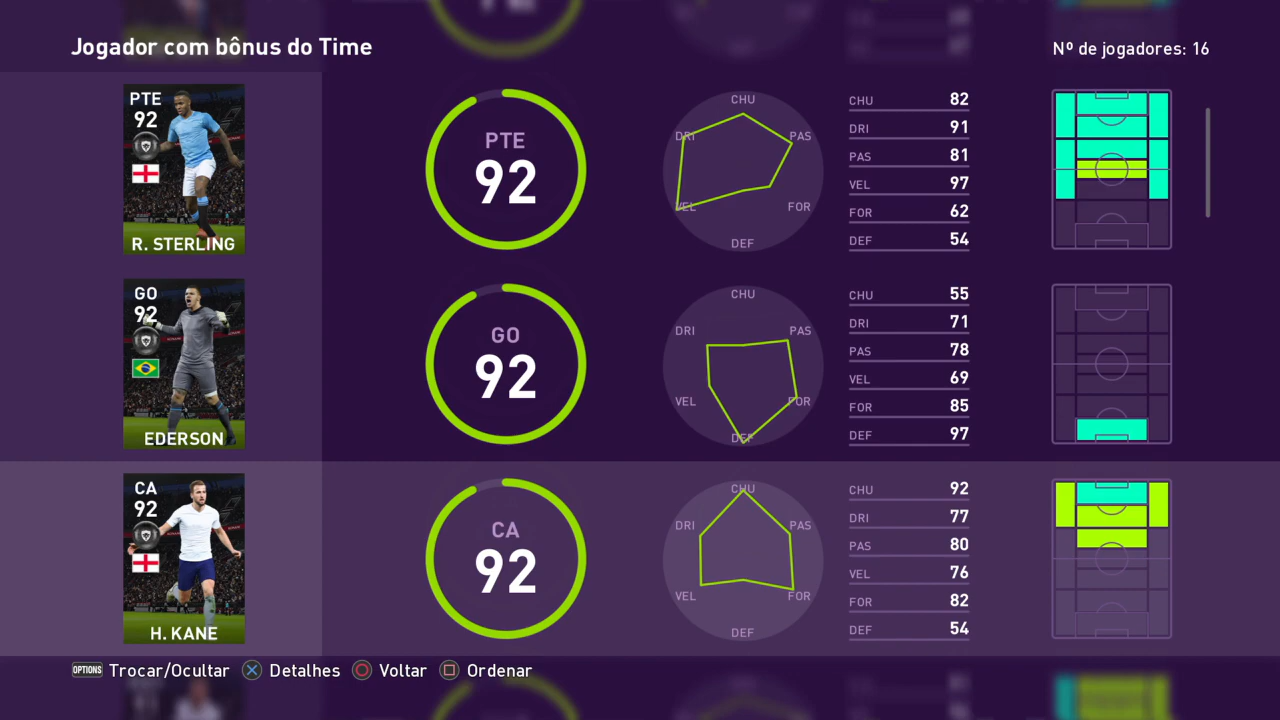 Jogador com bônus do Time
Nº de jogadores: 16
PTE
92
R. STERLING
PTE
92
CHU
DRI
PAS
VEL
FOR
DEF
CHU 82
DRI 91
PAS 81
VEL 97
FOR 62
DEF 54
GO
92
EDERSON
GO
92
CHU
DRI
PAS
VEL
FOR
DEF
CHU 55
DRI 71
PAS 78
VEL 69
FOR 85
DEF 97
CA
92
H. KANE
CA
92
CHU
DRI
PAS
VEL
FOR
DEF
CHU 92
DRI 77
PAS 80
VEL 76
FOR 82
DEF 54
OPTIONS Trocar/Ocultar Detalhes Voltar Ordenar